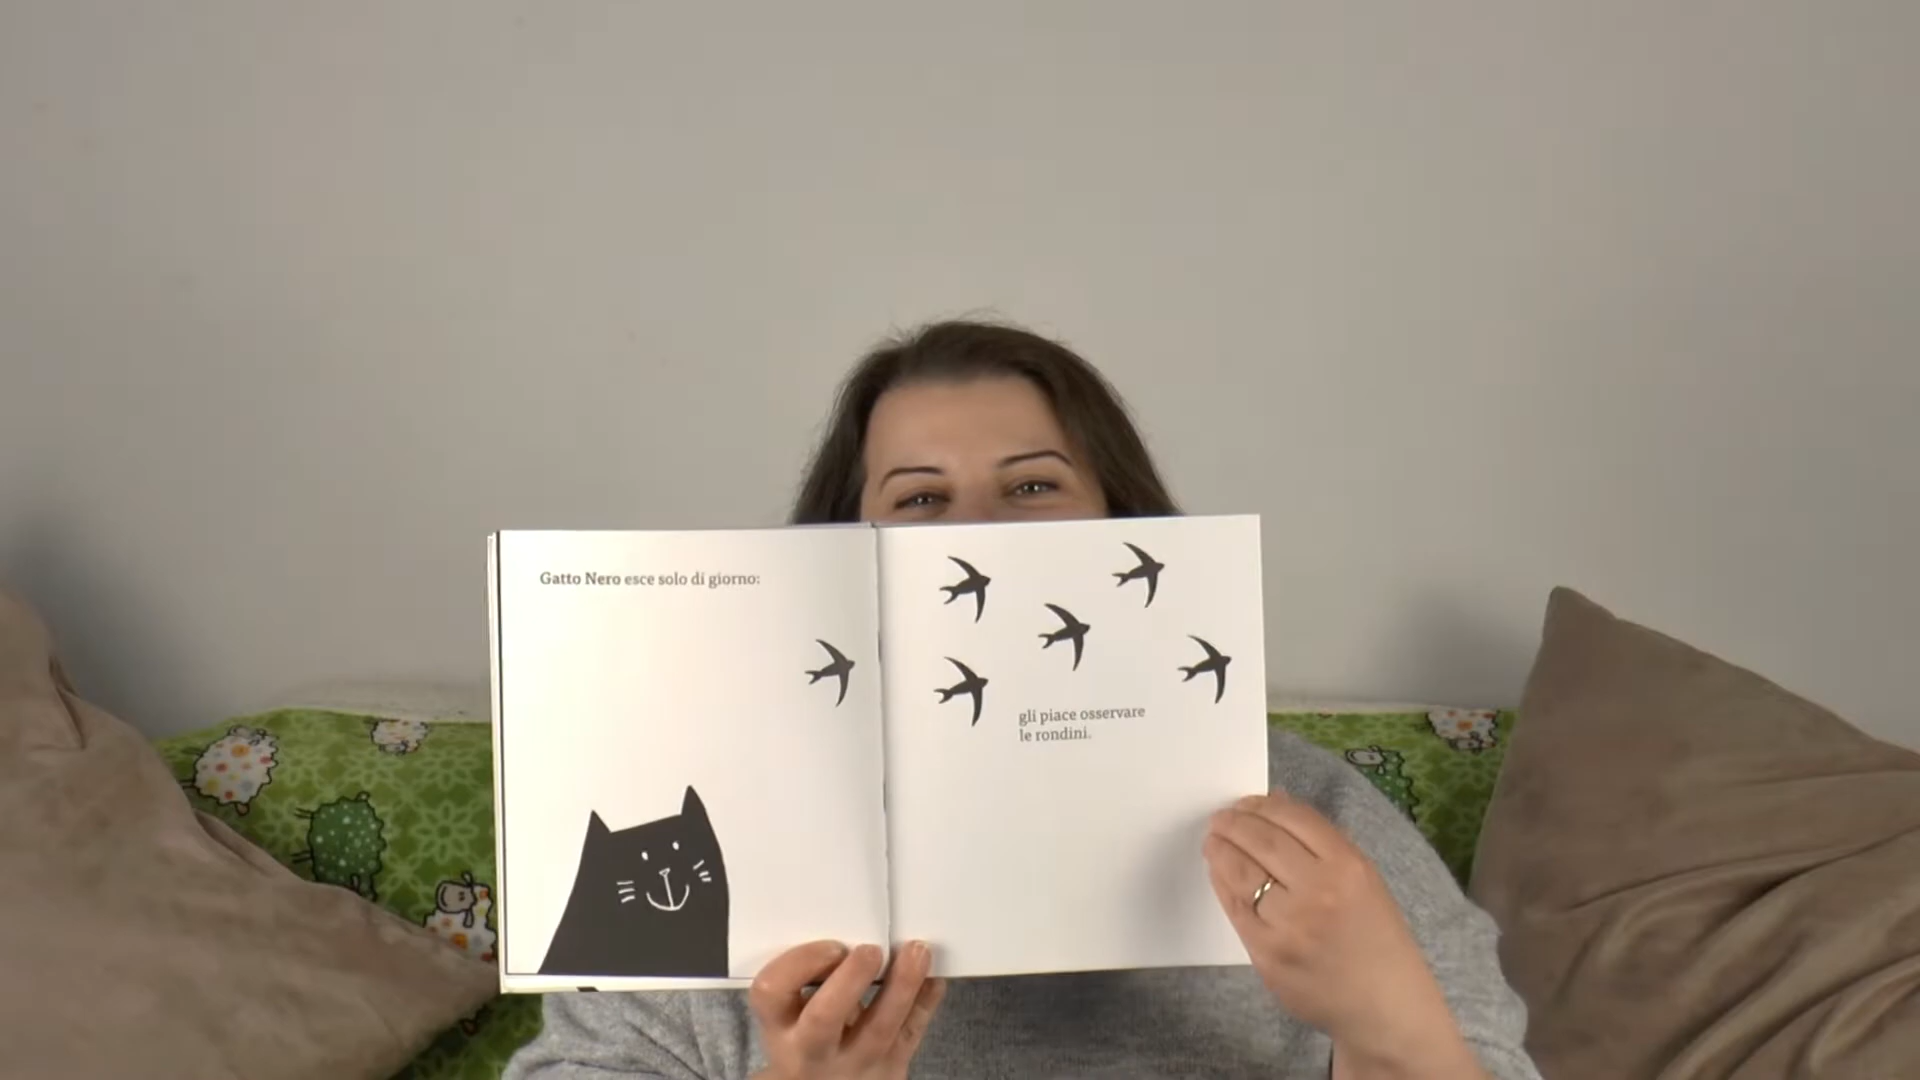 Gatto Nero esce solo di giorno:
gli piace osservare
le rondini.